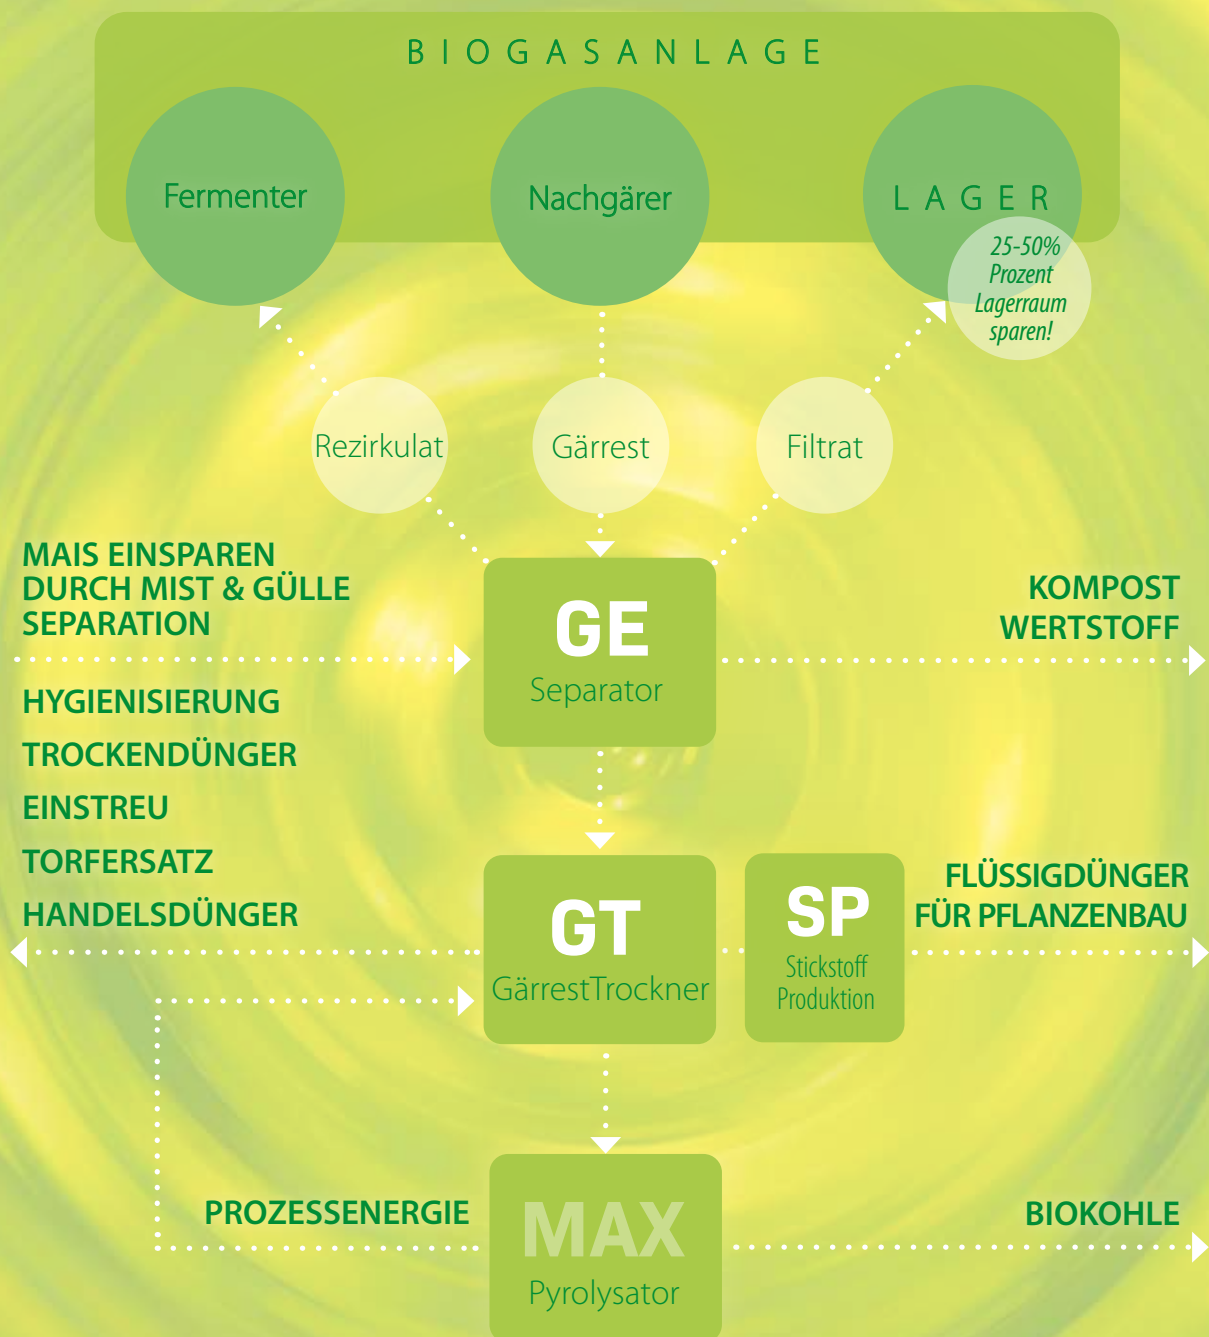 BIOGASANLAGE
Fermenter
Nachgärer
LAGER
25-50%
Prozent
Lagerraum
sparen!
Rezirkulat
Gärrest
Filtrat
MAIS EINSPAREN
DURCH MIST & GÜLLE
SEPARATION
GE
Separator
KOMPOST
WERTSTOFF
HYGIENISIERUNG
TROCKENDÜNGER
EINSTREU
TORFERSATZ
HANDELSDÜNGER
GT
GärrestTrockner
SP
Stickstoff
Produktion
FLÜSSIGDÜNGER
FÜR PFLANZENBAU
PROZESSENERGIE
MAX
Pyrolysator
BIOKOHLE